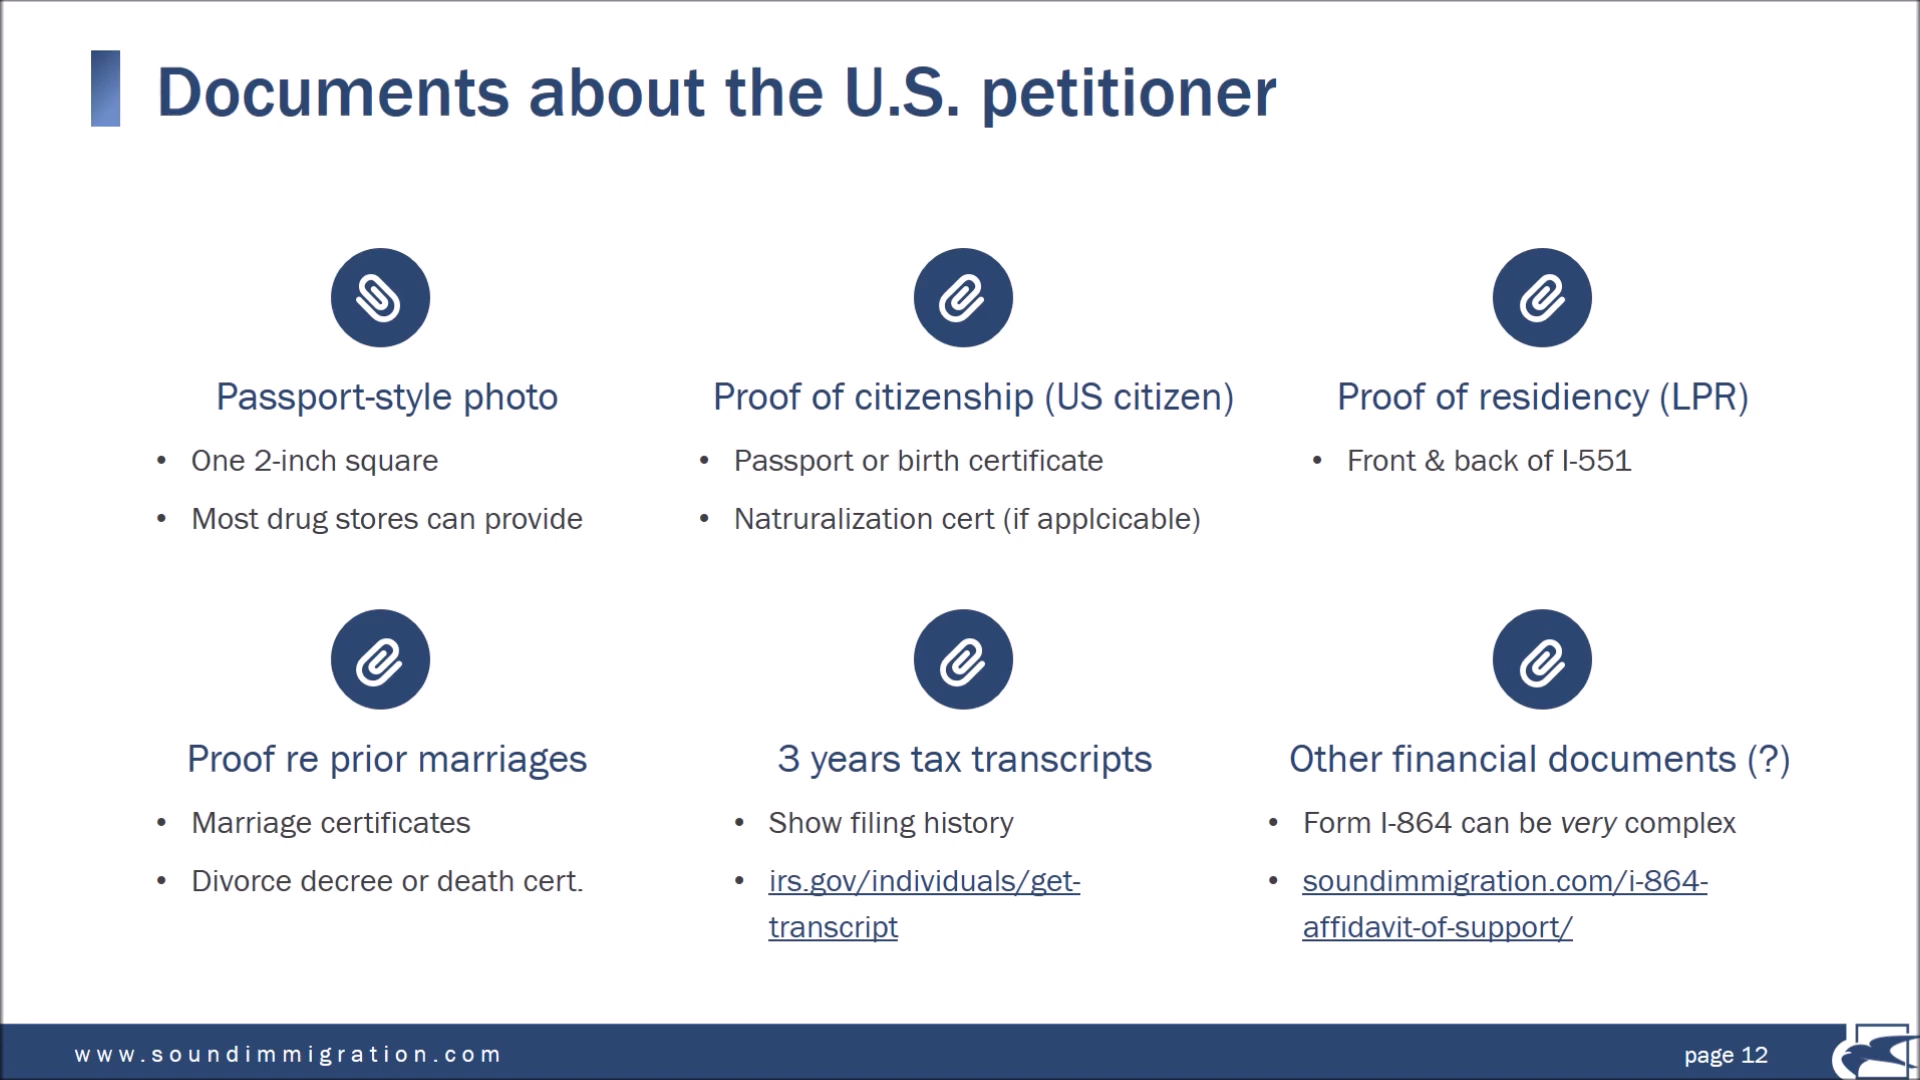 Documents about the U.S. petitioner
Passport-style photo
• One 2-inch square
• Most drug stores can provide
Proof of citizenship (US citizen)
• Passport or birth certificate
• Natruralization cert (if applcicable)
Proof of residiency (LPR)
• Front & back of I-551
Proof re prior marriages
• Marriage certificates
• Divorce decree or death cert.
3 years tax transcripts
• Show filing history
• irs.gov/individuals/get-
transcript
Other financial documents (?)
• Form I-864 can be very complex
• soundimmigration.com/i-864-
affidavit-of-support/
www.soundimmigration.com
page 12